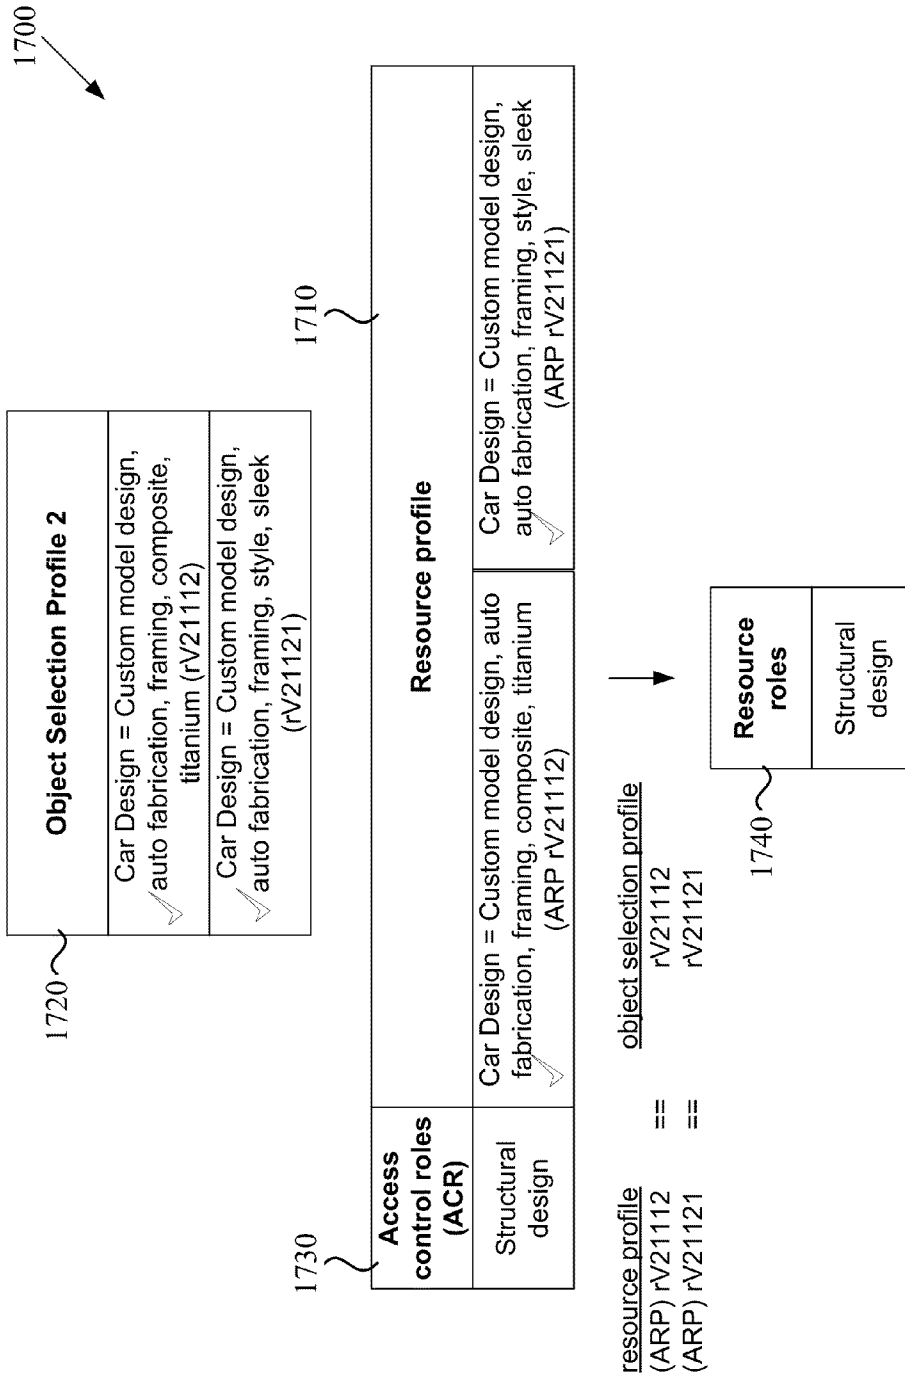 1700
1720
Object Selection Profile 2
Car Design = Custom model design,
auto fabrication, framing, composite,
titanium (rV21112)
Car Design = Custom model design,
auto fabrication, framing, style, sleek
(rV21121)
1730
1710
Access
control roles
(ACR)
Resource profile
Structural
design
Car Design = Custom model design, auto
fabrication, framing, composite, titanium
(ARP rV21112)
Car Design = Custom model design,
auto fabrication, framing, style, sleek
(ARP rV21121)
resource profile object selection profile
(ARP) rV21112 == rV21112
(ARP) rV21121 == rV21121
1740
Resource
roles
Structural
design